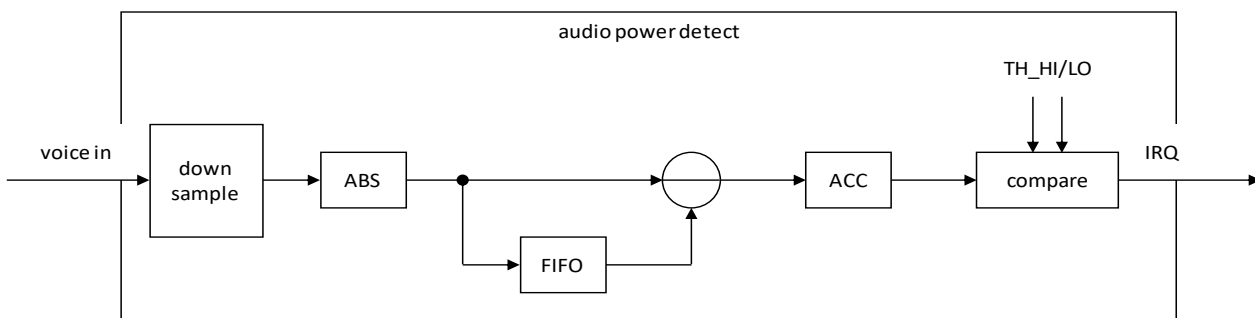 audio power detect
TH_HI/LO
voice in
down
sample
ABS
ACC
compare
IRQ
FIFO